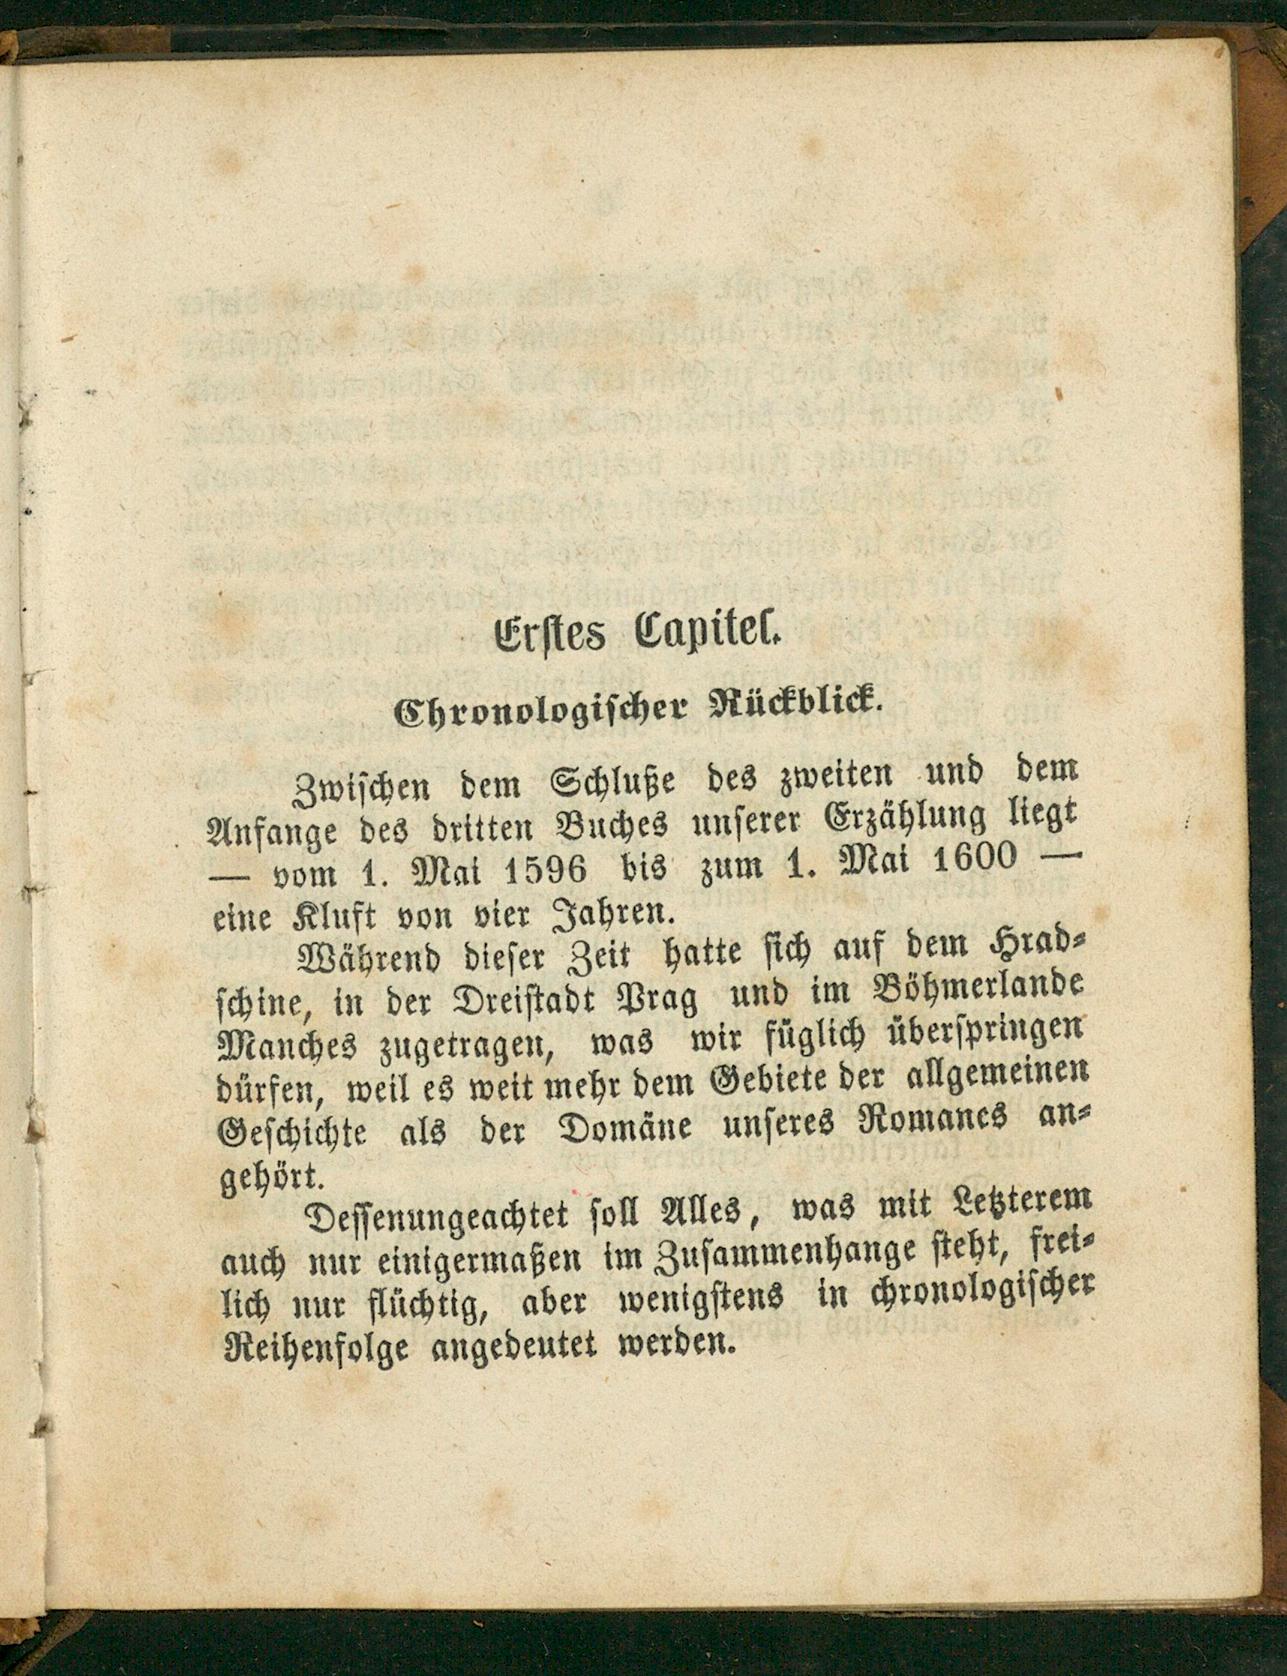 Erstes Capitel.
Chronologischer Rückblick.
Zwischen dem Schluße des zweiten und dem
Anfange des dritten Buches unserer Erzählung liegt
— vom 1. Mai 1596 bis zum 1. Mai 1600 —
eine Kluft von vier Jahren.
Während dieser Zeit hatte sich auf dem Hrad-
schine, in der Dreistadt Prag und im Böhmerlande
Manches zugetragen, was wir füglich überspringen
dürfen, weil es weit mehr dem Gebiete der allgemeinen
Geschichte als der Domäne unseres Romanes an-
gehört.
Dessenungeachtet soll Alles, was mit Letzterem
auch nur einigermaßen im Zusammenhange steht, frei-
lich nur flüchtig, aber wenigstens in chronologischer
Reihenfolge angedeutet werden.